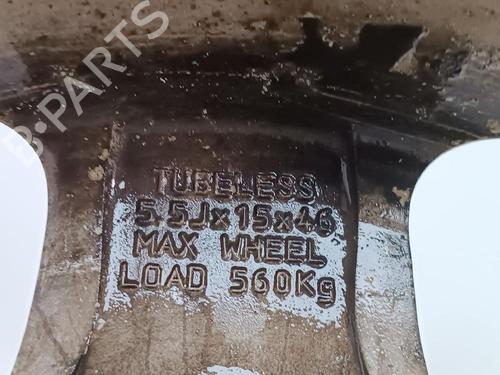 B-PARTS
TUBELESS
5.5Jx15x46
MAX WHEEL
LOAD 560Kg